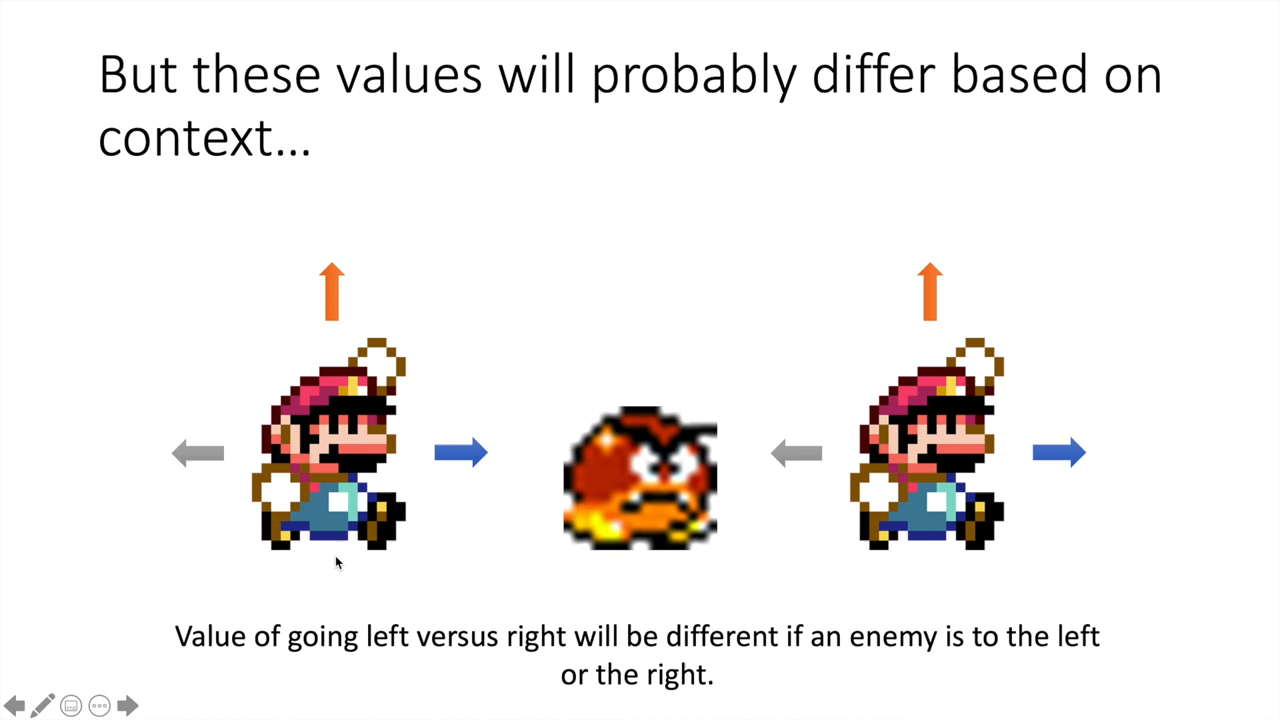 But these values will probably differ based on
context...
Value of going left versus right will be different if an enemy is to the left
or the right.